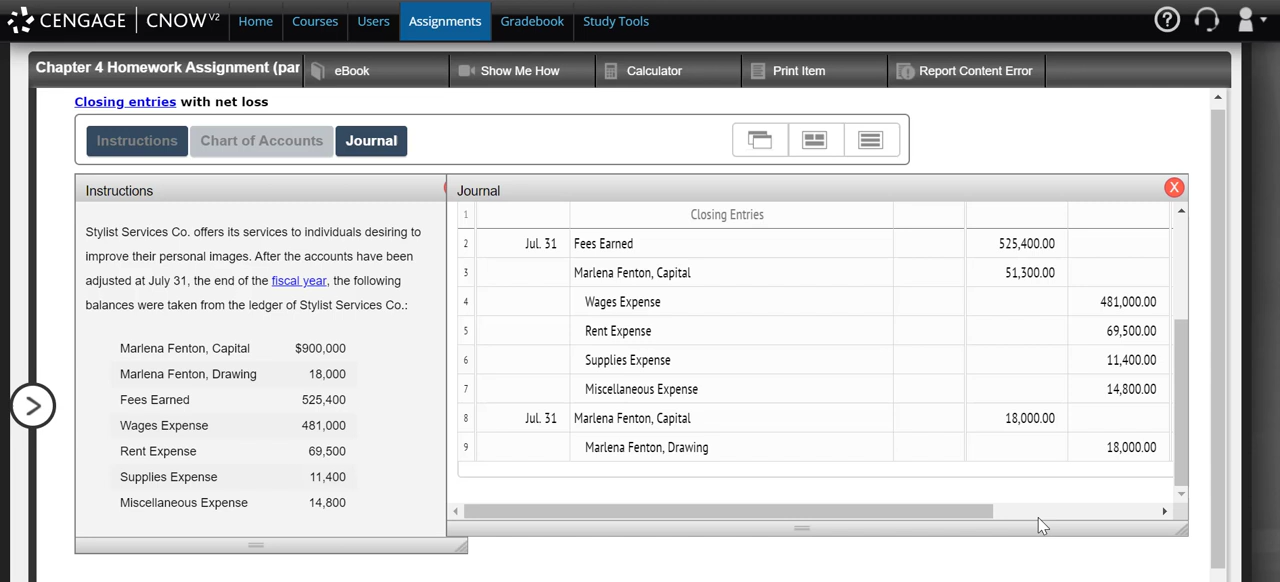 CENGAGE | CNOWv2
Home
Courses
Users
Assignments
Gradebook
Study Tools
Chapter 4 Homework Assignment (par
eBook
Show Me How
Calculator
Print Item
Report Content Error
Closing entries with net loss
Instructions
Chart of Accounts
Journal
Instructions
Stylist Services Co. offers its services to individuals desiring to
improve their personal images. After the accounts have been
adjusted at July 31, the end of the fiscal year, the following
balances were taken from the ledger of Stylist Services Co.:
Marlena Fenton, Capital $900,000
Marlena Fenton, Drawing 18,000
Fees Earned 525,400
Wages Expense 481,000
Rent Expense 69,500
Supplies Expense 11,400
Miscellaneous Expense 14,800
Journal
X
1 Closing Entries
2 Jul. 31 Fees Earned 525,400.00
3 Marlena Fenton, Capital 51,300.00
4 Wages Expense 481,000.00
5 Rent Expense 69,500.00
6 Supplies Expense 11,400.00
7 Miscellaneous Expense 14,800.00
8 Jul. 31 Marlena Fenton, Capital 18,000.00
9 Marlena Fenton, Drawing 18,000.00